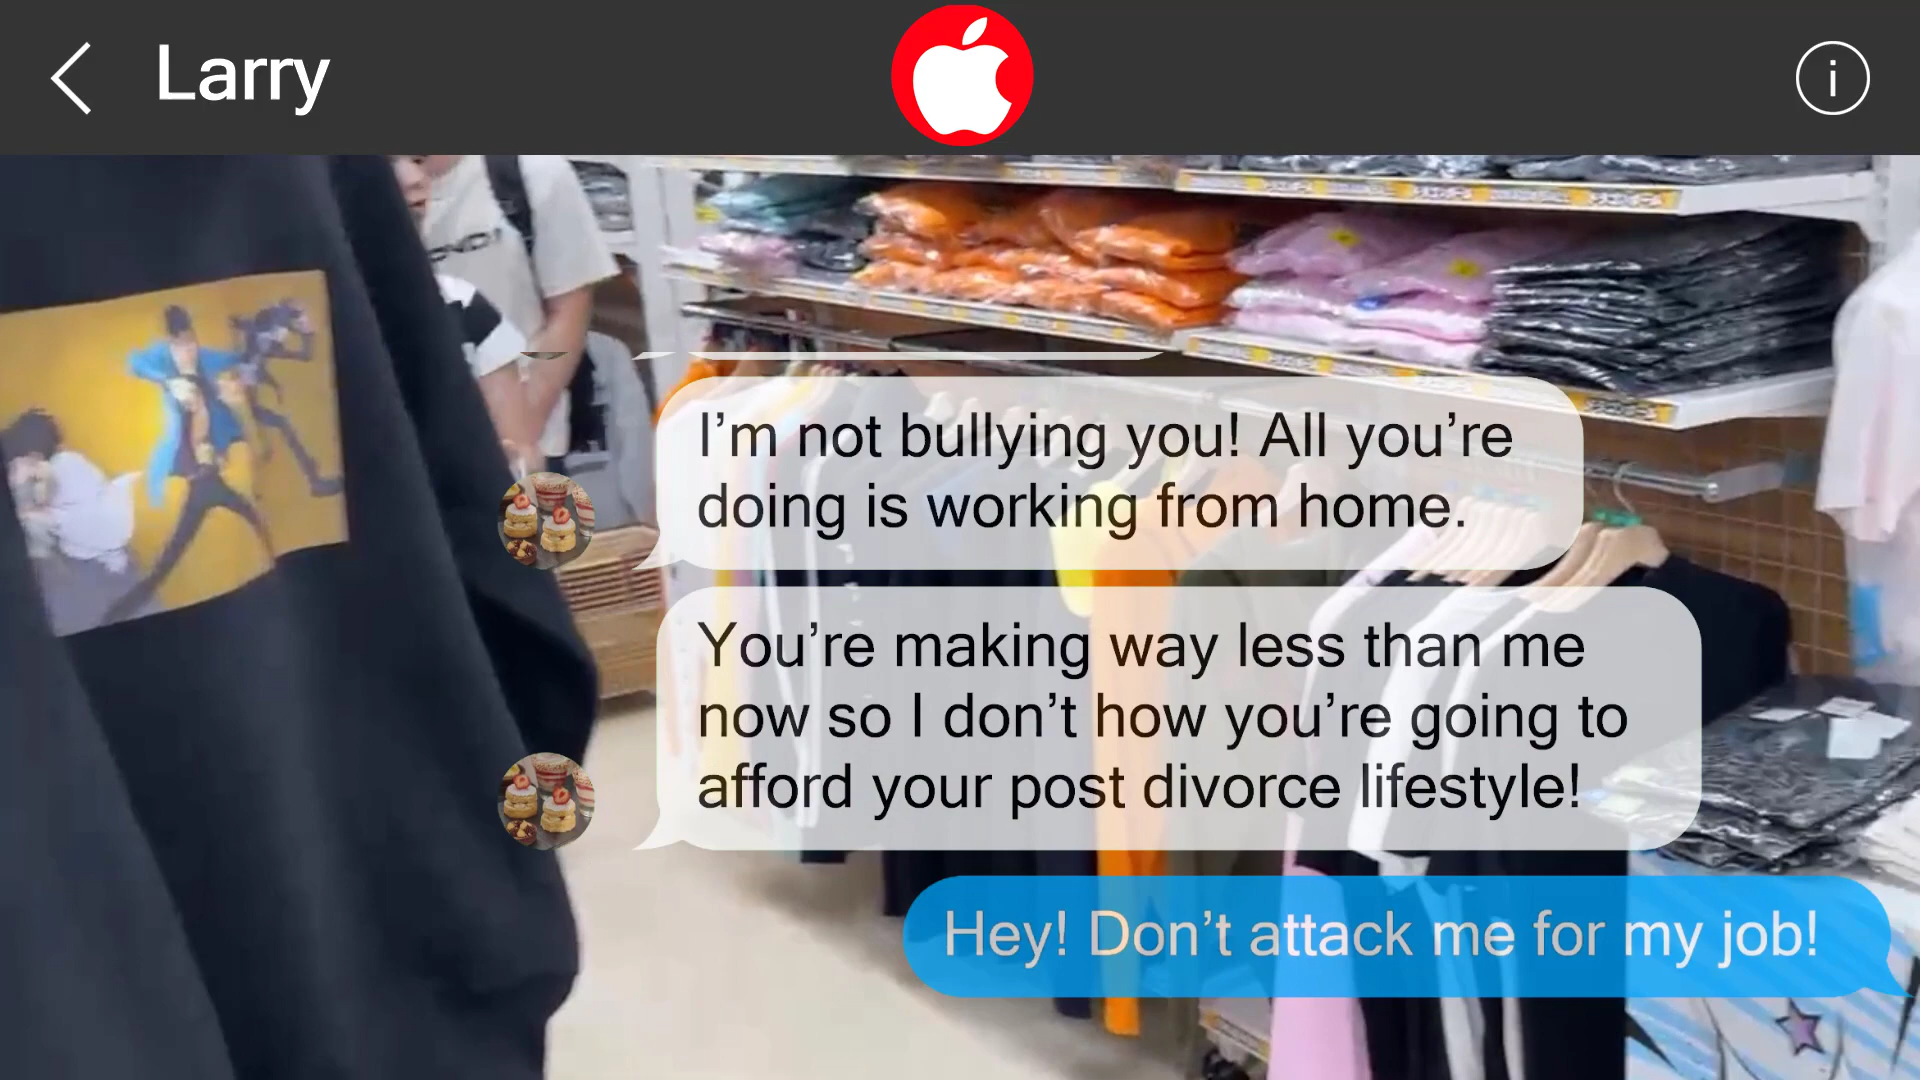 Larry
I'm not bullying you! All you're
doing is working from home.
You're making way less than me
now so I don't how you're going to
afford your post divorce lifestyle!
Hey! Don't attack me for my job!